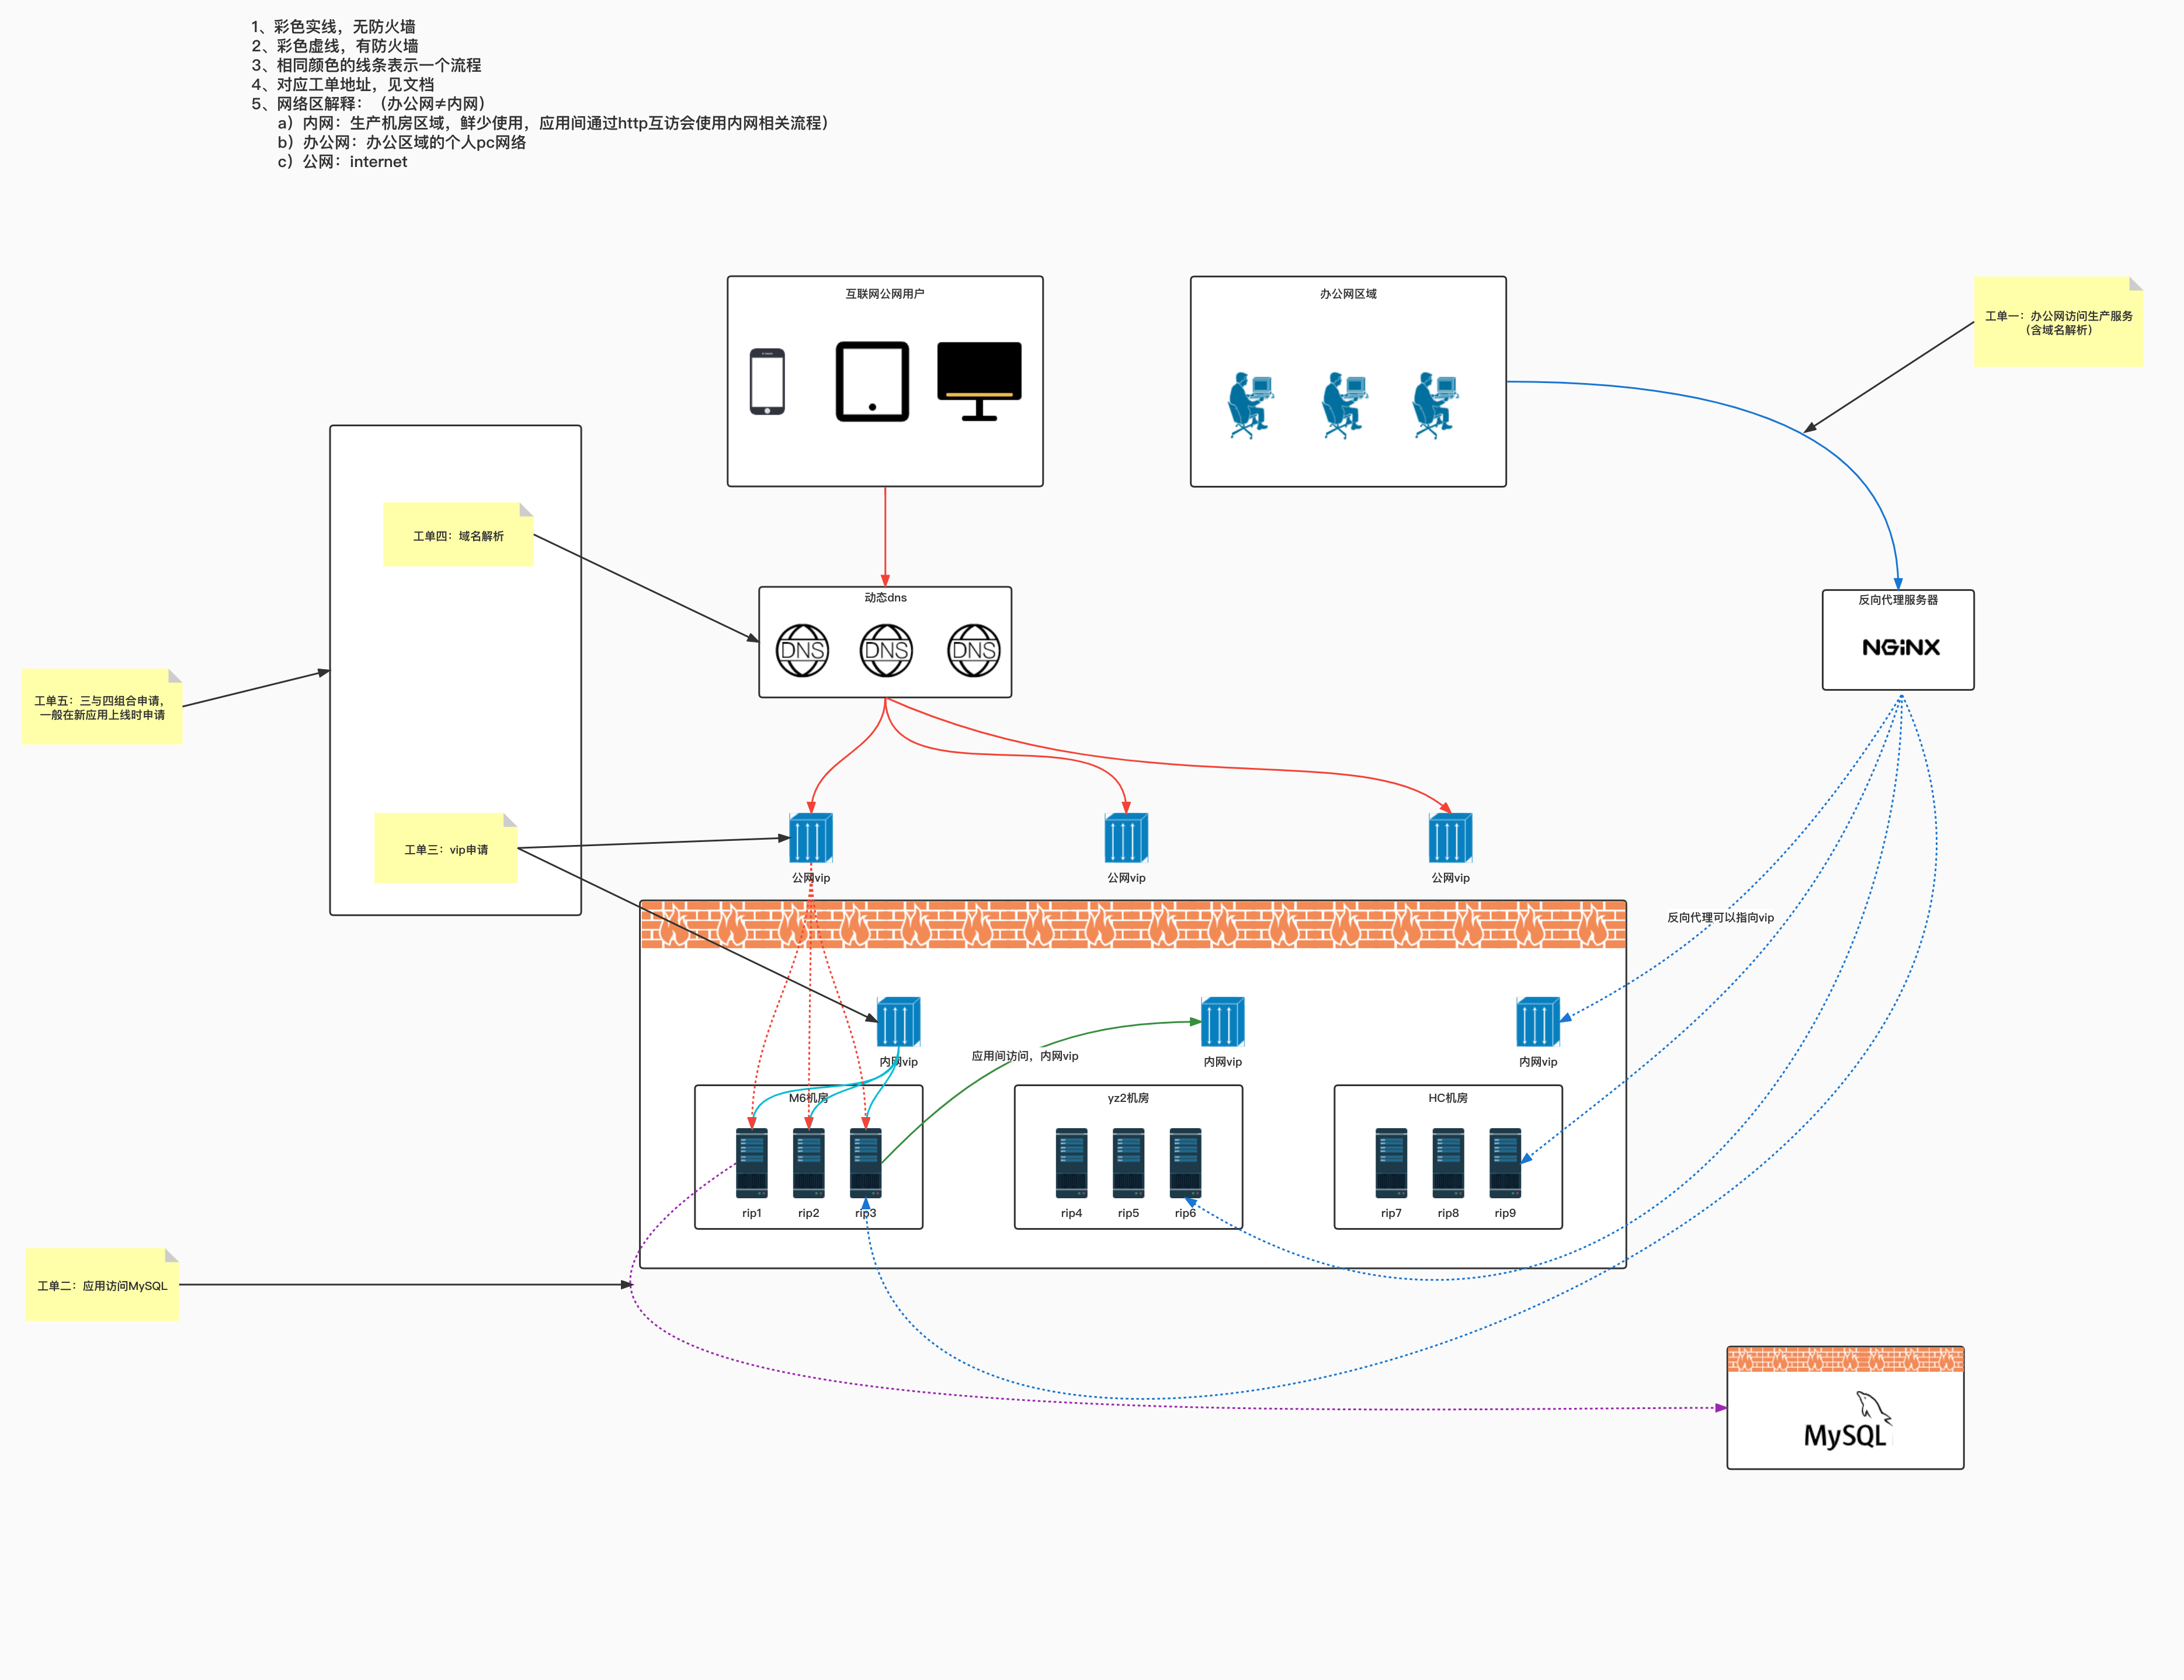 1、彩色实线，无防火墙
2、彩色虚线，有防火墙
3、相同颜色的线条表示一个流程
4、对应工单地址，见文档
5、网络区解释：（办公网≠内网）
a）内网：生产机房区域，鲜少使用，应用间通过http互访会使用内网相关流程）
b）办公网：办公区域的个人pc网络
c）公网：internet
互联网公网用户
办公网区域
工单一：办公网访问生产服务
（含域名解析）
工单四：域名解析
动态dns
DNS
DNS
DNS
反向代理服务器
NGINX
工单五：三与四组合申请，
一般在新应用上线时申请
工单三：vip申请
公网vip
公网vip
公网vip
反向代理可以指向vip
内网vip
应用间访问，内网vip
内网vip
内网vip
M6机房
yz2机房
HC机房
rip1
rip2
rip3
rip4
rip5
rip6
rip7
rip8
rip9
工单二：应用访问MySQL
MySQL